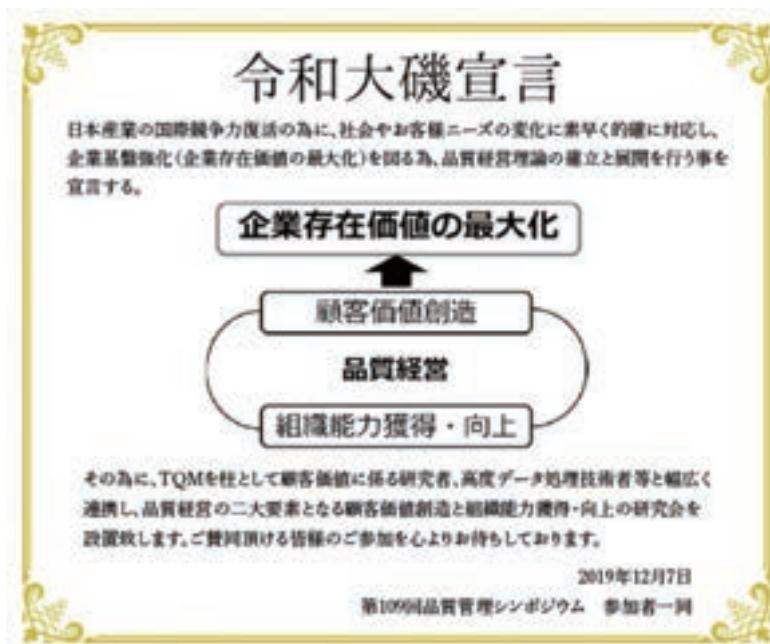 令和大磯宣言
日本産業の国際競争力復活の為に、社会やお客様ニーズの変化に素早く的確に対応し、
企業基盤強化(企業存在価値の最大化)を図る為、品質経営理論の確立と展開を行う事を
宣言する。
企業存在価値の最大化
顧客価値創造
品質経営
組織能力獲得・向上
その為に、TQMを柱として顧客価値に係る研究者、高度データ処理技術者等と幅広く
連携し、品質経営の二大要素となる顧客価値創造と組織能力獲得・向上の研究会を
設置致します。ご賛同頂ける皆様のご参加を心よりお待ちしております。
2019年12月7日
第109回品質管理シンポジウム 参加者一同